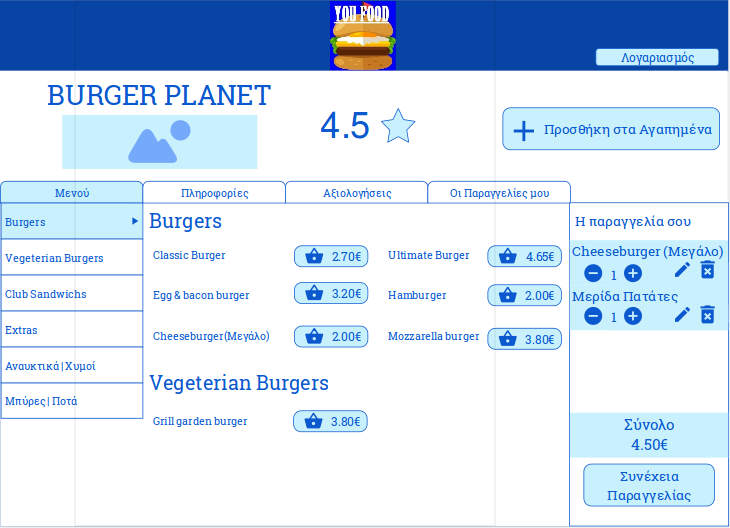 YOU FOOD
Λογαριασμός
BURGER PLANET
4.5
Προσθήκη στα Αγαπημένα
Μενού
Πληροφορίες
Αξιολογήσεις
Οι Παραγγελίες μου
Burgers
Vegeterian Burgers
Club Sandwichs
Extras
Αναυκτικά | Χυμοί
Μπύρες | Ποτά
Burgers
Classic Burger
2.70€
Ultimate Burger
4.65€
Egg & bacon burger
3.20€
Hamburger
2.00€
Cheeseburger(Μεγάλο)
2.00€
Mozzarella burger
3.80€
Vegeterian Burgers
Grill garden burger
3.80€
Η παραγγελία σου
Cheeseburger (Μεγάλο)
1
Μερίδα Πατάτες
1
Σύνολο
4.50€
Συνέχεια
Παραγγελίας